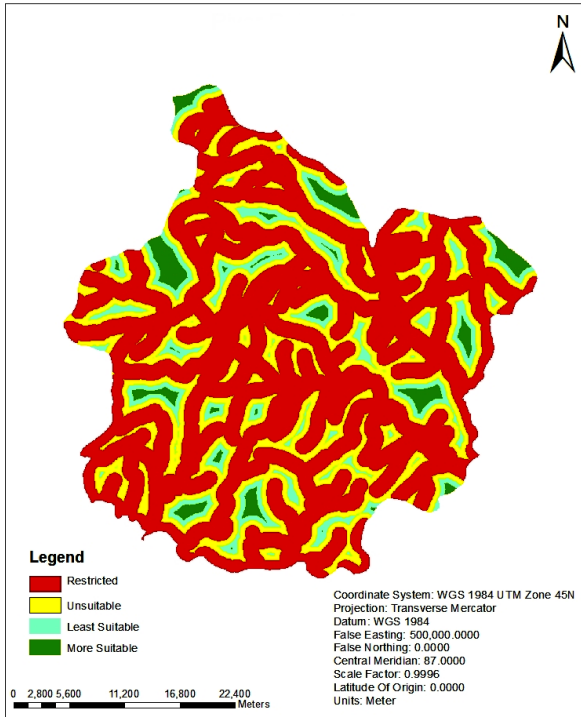 N
Legend
Restricted
Unsuitable
Least Suitable
More Suitable
0 2,800 5,600 11,200 16,800 22,400
Meters
Coordinate System: WGS 1984 UTM Zone 45N
Projection: Transverse Mercator
Datum: WGS 1984
False Easting: 500,000.0000
False Northing: 0.0000
Central Meridian: 87.0000
Scale Factor: 0.9996
Latitude Of Origin: 0.0000
Units: Meter